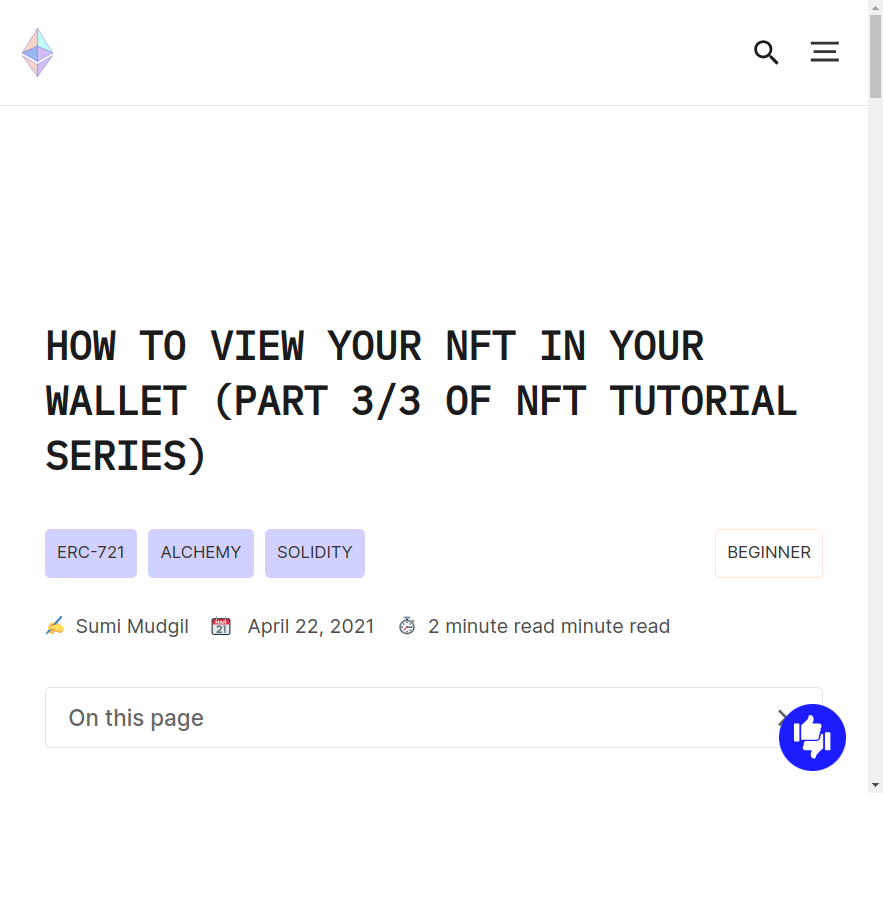 HOW TO VIEW YOUR NFT IN YOUR
WALLET (PART 3/3 OF NFT TUTORIAL
SERIES)
ERC-721 ALCHEMY SOLIDITY BEGINNER
Sumi Mudgil April 22, 2021 2 minute read minute read
On this page